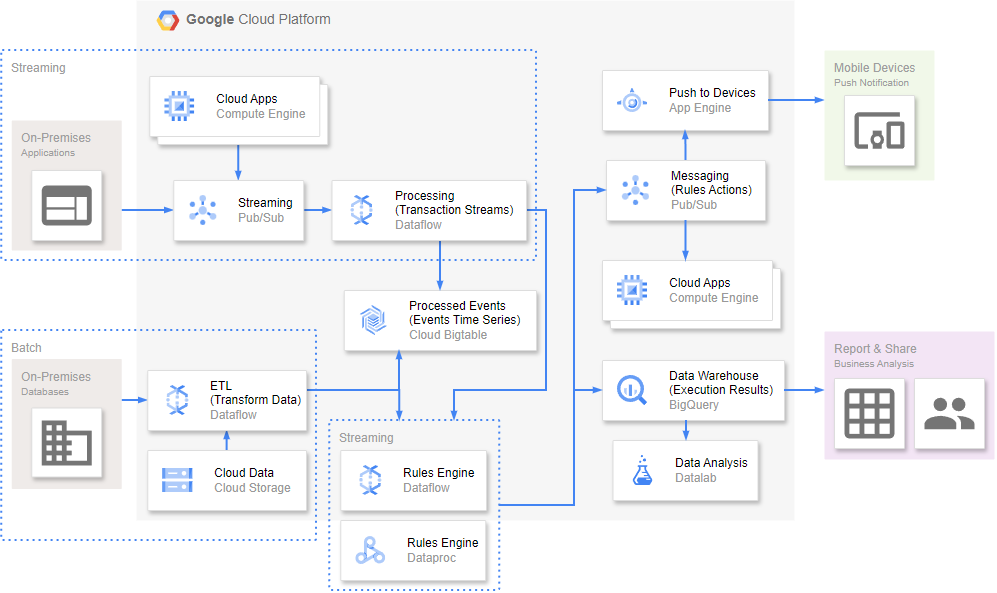 Google Cloud Platform
Streaming
On-Premises
Applications
Cloud Apps
Compute Engine
Streaming
Pub/Sub
Processing
(Transaction Streams)
Dataflow
Processed Events
(Events Time Series)
Cloud Bigtable
Batch
On-Premises
Databases
ETL
(Transform Data)
Dataflow
Cloud Data
Cloud Storage
Streaming
Rules Engine
Dataflow
Rules Engine
Dataproc
Push to Devices
App Engine
Messaging
(Rules Actions)
Pub/Sub
Cloud Apps
Compute Engine
Data Warehouse
(Execution Results)
BigQuery
Data Analysis
Datalab
Mobile Devices
Push Notification
Report & Share
Business Analysis